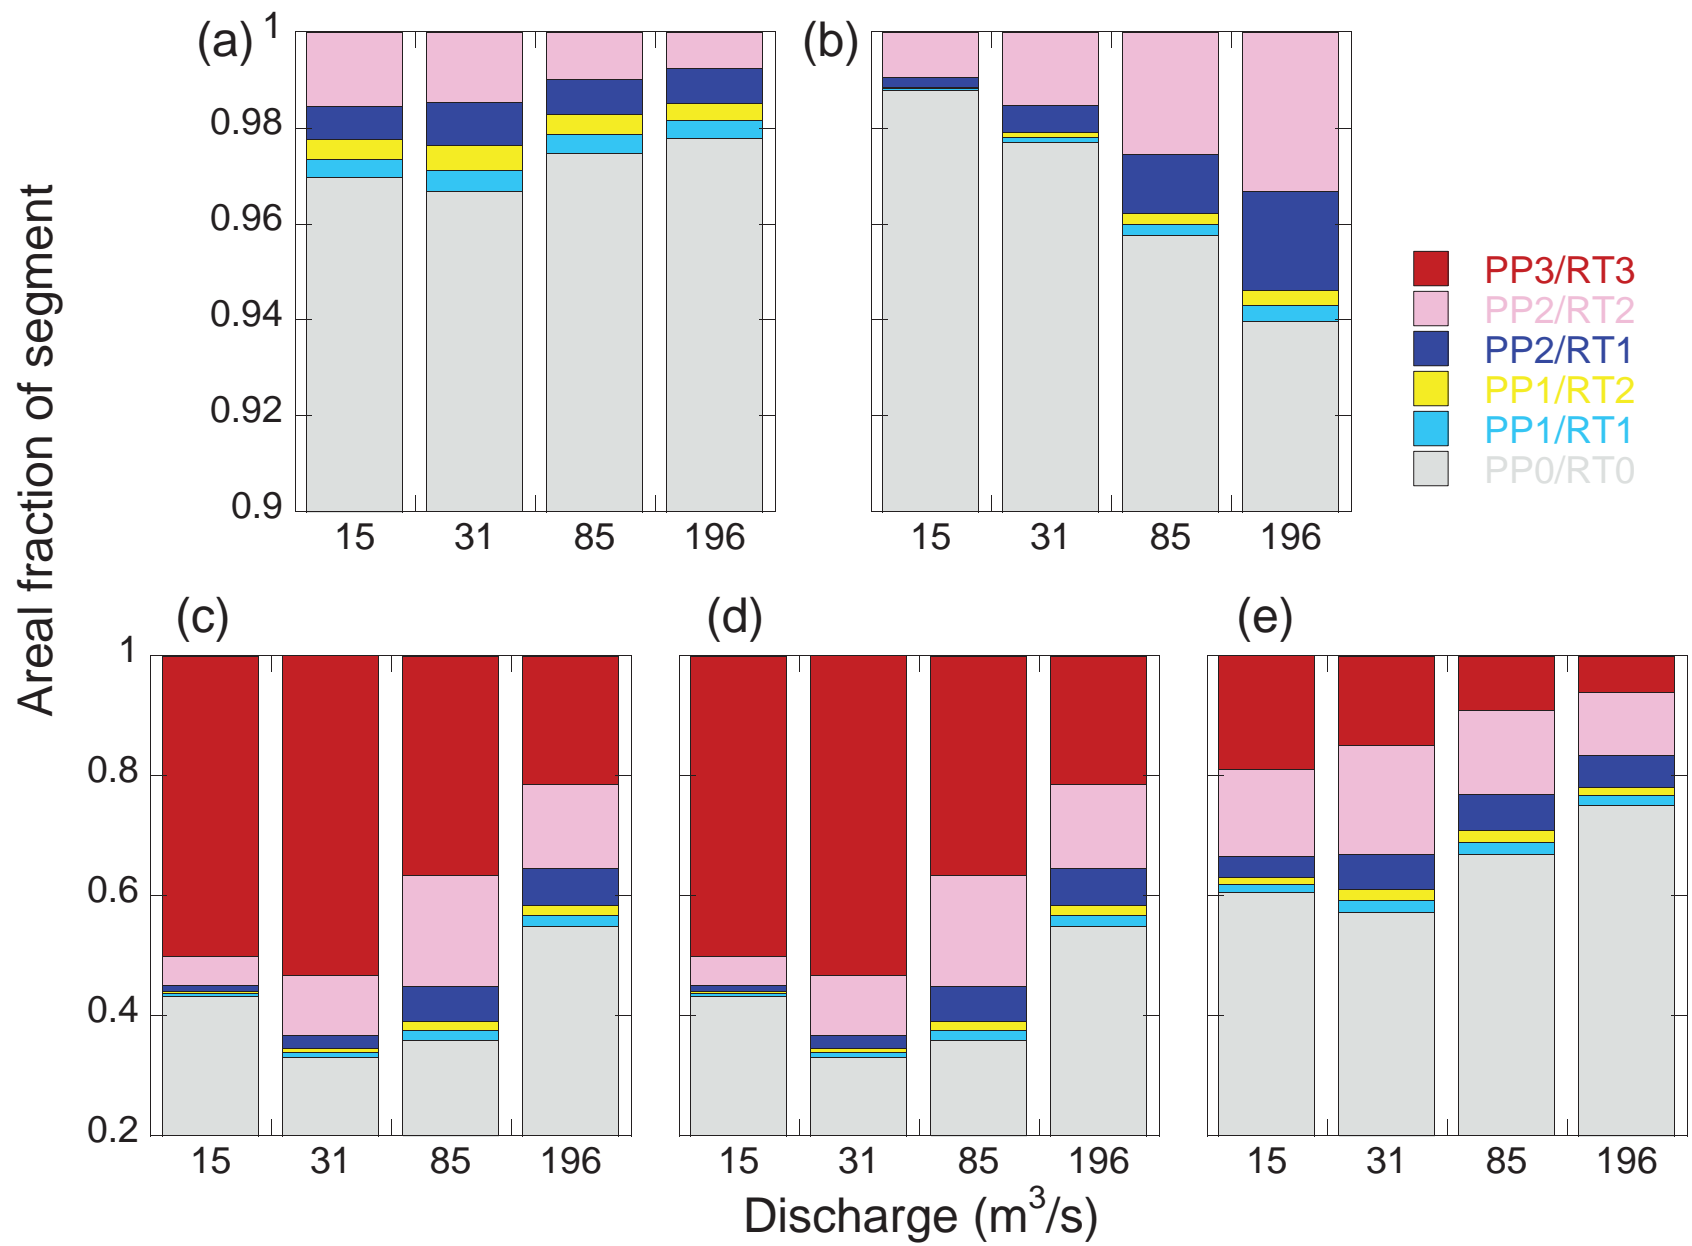 (a)
(b)
1
0.98
0.96
0.94
0.92
0.9
15 31 85 196
15 31 85 196
PP3/RT3
PP2/RT2
PP2/RT1
PP1/RT2
PP1/RT1
PP0/RT0
Areal fraction of segment
(c)
(d)
(e)
1
0.8
0.6
0.4
0.2
15 31 85 196
15 31 85 196
15 31 85 196
Discharge (m³/s)